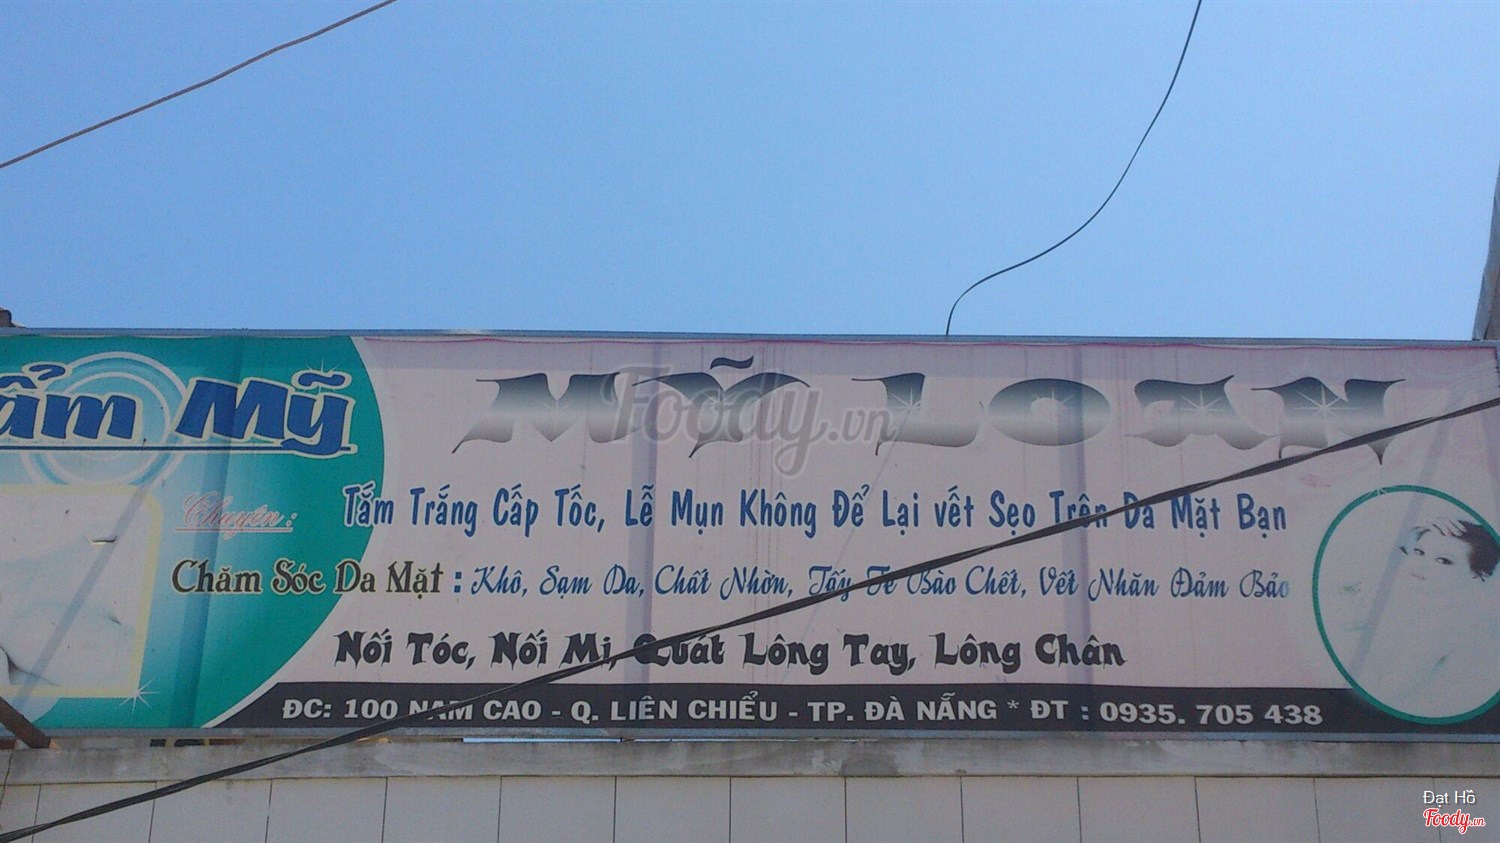 ẩm Mỹ
MỸ LOAN
Chuyên:
Tắm Trắng Cấp Tốc, Lễ Mụn Không Để Lại vết Sẹo Trên Da Mặt Bạn
Chăm Sóc Da Mặt : Khô, Sạm Da, Chất Nhờn, Tẩy Tế Bào Chết, Vết Nhăn Đảm Bảo
Nối Tóc, Nối Mi, Quát Lông Tay, Lông Chân
ĐC: 100 NAM CAO - Q. LIÊN CHIỂU - TP. ĐÀ NẴNG * ĐT : 0935. 705 438
Foody.vn
Đạt Hồ
Foody.vn